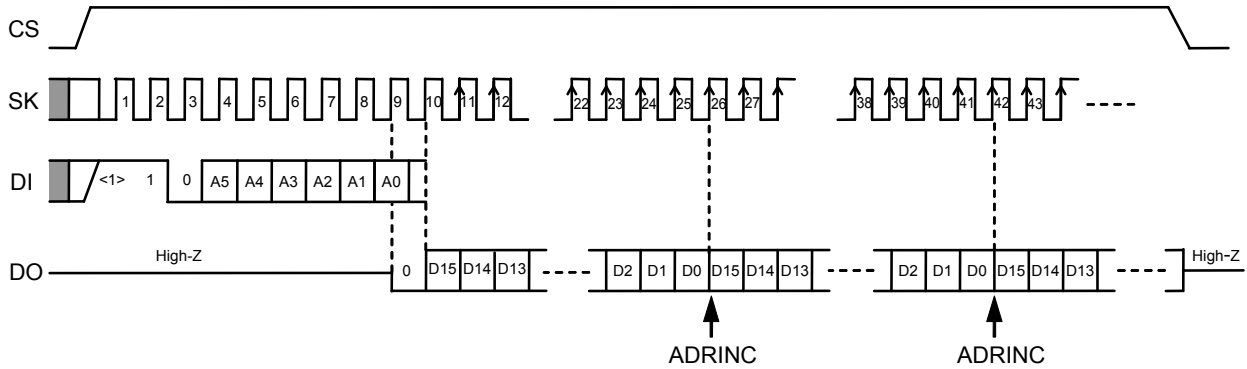 CS
SK 1 2 3 4 5 6 7 8 9 10 11 12 22 23 24 25 26 27 38 39 40 41 42 43
DI <1> 1 0 A5 A4 A3 A2 A1 A0
DO High-Z 0 D15 D14 D13 D2 D1 D0 D15 D14 D13 D2 D1 D0 D15 D14 D13 High-Z
ADRINC ADRINC